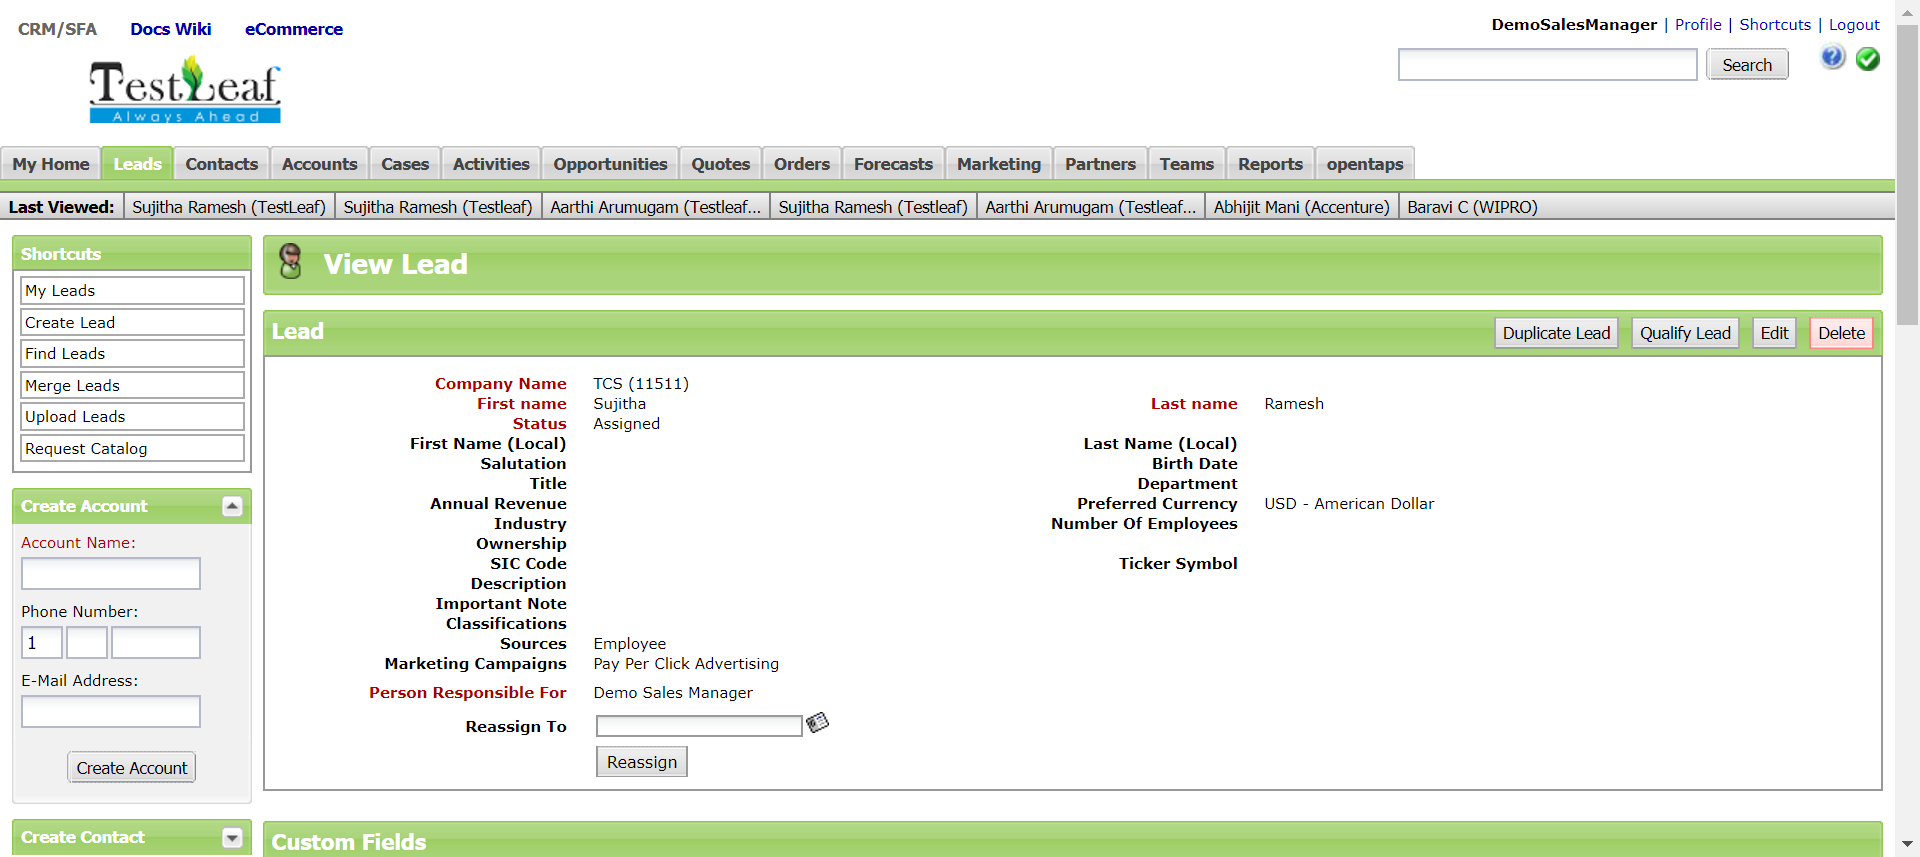 CRM/SFA Docs Wiki eCommerce
DemoSalesManager | Profile | Shortcuts | Logout
TestLeaf
Always Ahead
Search
My Home Leads Contacts Accounts Cases Activities Opportunities Quotes Orders Forecasts Marketing Partners Teams Reports opentaps
Last Viewed: Sujitha Ramesh (TestLeaf) Sujitha Ramesh (Testleaf) Aarthi Arumugam (Testleaf... Sujitha Ramesh (Testleaf) Aarthi Arumugam (Testleaf... Abhijit Mani (Accenture) Baravi C (WIPRO)
Shortcuts
My Leads
Create Lead
Find Leads
Merge Leads
Upload Leads
Request Catalog
Create Account
Account Name:
Phone Number:
1
E-Mail Address:
Create Account
Create Contact
View Lead
Lead
Duplicate Lead Qualify Lead Edit Delete
Company Name TCS (11511)
First name Sujitha Last name Ramesh
Status Assigned
First Name (Local) Last Name (Local)
Salutation Birth Date
Title Department
Annual Revenue Preferred Currency USD - American Dollar
Industry Number Of Employees
Ownership
SIC Code Ticker Symbol
Description
Important Note
Classifications
Sources Employee
Marketing Campaigns Pay Per Click Advertising
Person Responsible For Demo Sales Manager
Reassign To
Reassign
Custom Fields